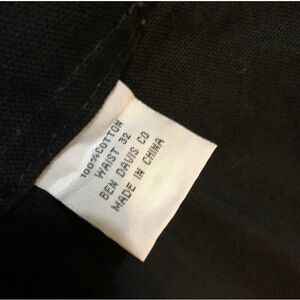 100%COTTON
WAIST 32
BEN DAVIS CO
MADE IN CHINA